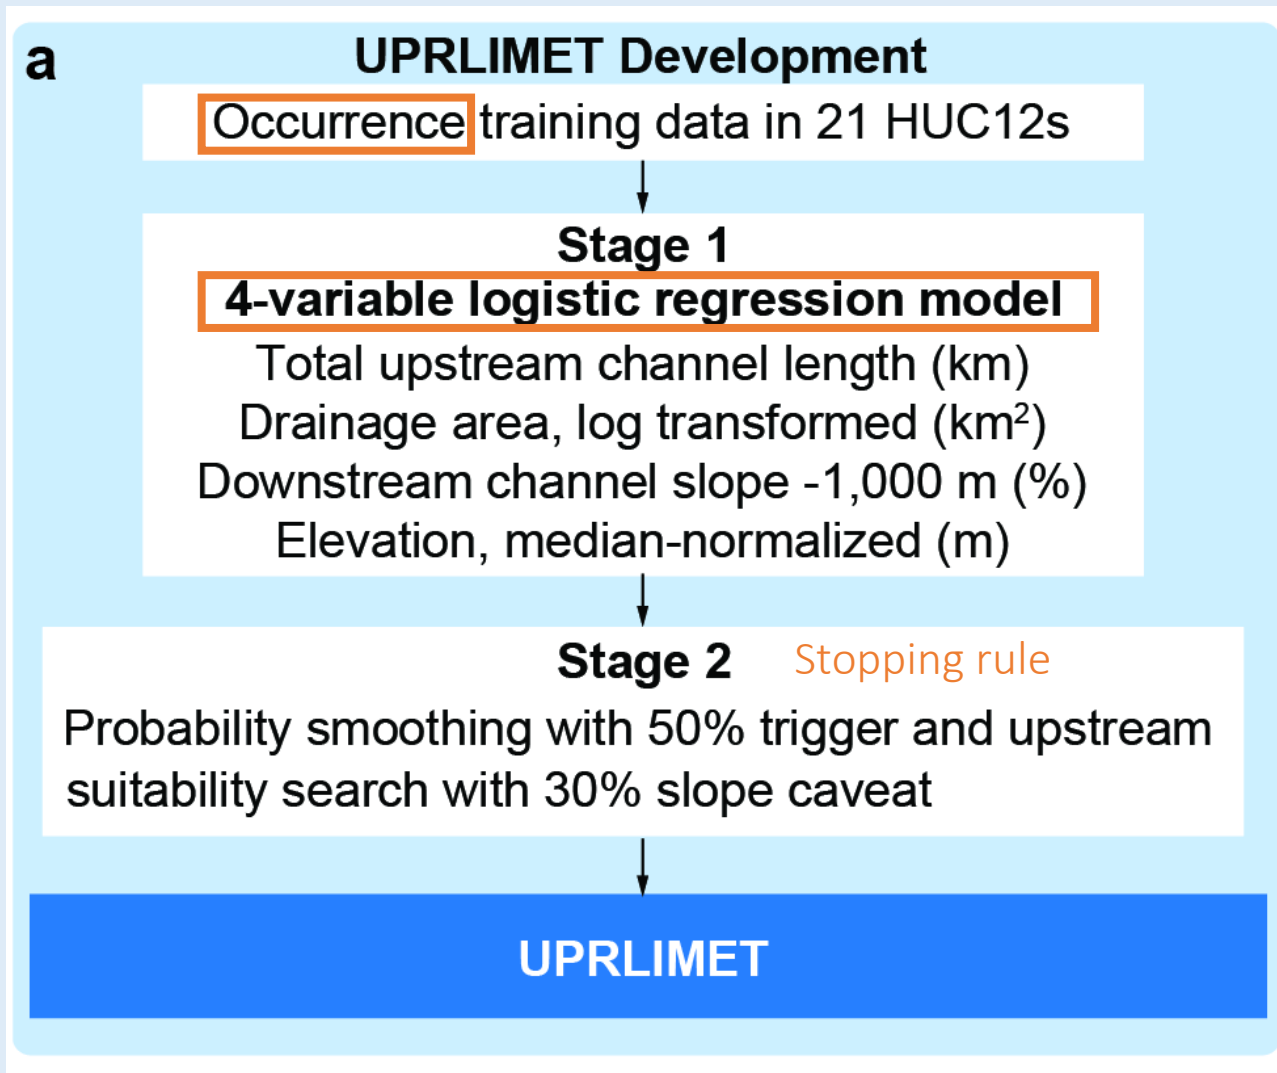 a
UPRLIMET Development
Occurrence training data in 21 HUC12s
Stage 1
4-variable logistic regression model
Total upstream channel length (km)
Drainage area, log transformed (km²)
Downstream channel slope -1,000 m (%)
Elevation, median-normalized (m)
Stage 2 Stopping rule
Probability smoothing with 50% trigger and upstream
suitability search with 30% slope caveat
UPRLIMET